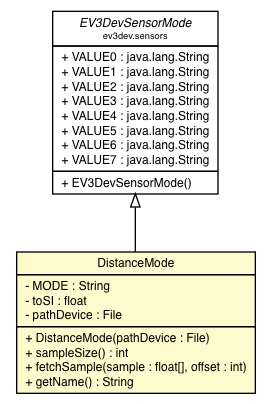 EV3DevSensorMode
ev3dev.sensors
+ VALUE0 : java.lang.String
+ VALUE1 : java.lang.String
+ VALUE2 : java.lang.String
+ VALUE3 : java.lang.String
+ VALUE4 : java.lang.String
+ VALUE5 : java.lang.String
+ VALUE6 : java.lang.String
+ VALUE7 : java.lang.String
+ EV3DevSensorMode()
DistanceMode
- MODE : String
- toSI : float
- pathDevice : File
+ DistanceMode(pathDevice : File)
+ sampleSize() : int
+ fetchSample(sample : float[], offset : int)
+ getName() : String